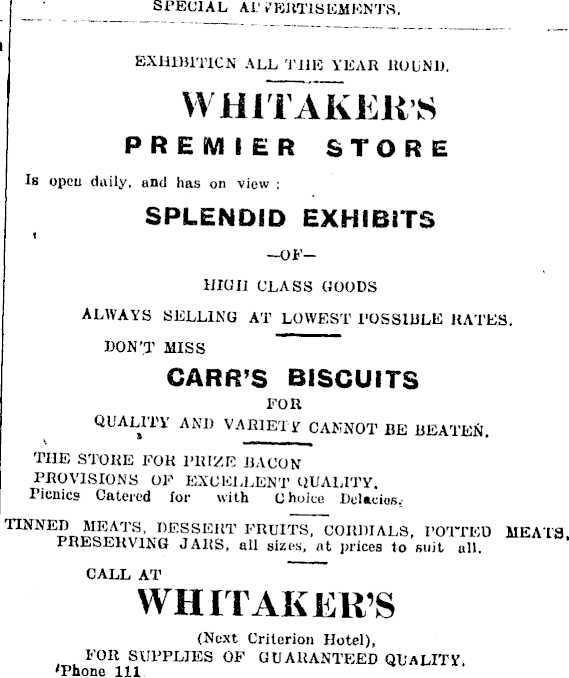 SPECIAL ADVERTISEMENTS.
EXHIBITION ALL THE YEAR ROUND.
WHITAKER'S
PREMIER STORE
Is open daily, and has on view :
SPLENDID EXHIBITS
—OF—
HIGH CLASS GOODS
ALWAYS SELLING AT LOWEST POSSIBLE RATES.
DON'T MISS
CARR'S BISCUITS
FOR
QUALITY AND VARIETY CANNOT BE BEATEN.
THE STORE FOR PRIZE BACON
PROVISIONS OF EXCELLENT QUALITY.
Picnics Catered for with Choice Delacies.
TINNED MEATS, DESSERT FRUITS, CORDIALS, POTTED MEATS,
PRESERVING JARS, all sizes, at prices to suit all.
CALL AT
WHITAKER'S
(Next Criterion Hotel),
FOR SUPPLIES OF GUARANTEED QUALITY.
'Phone 111